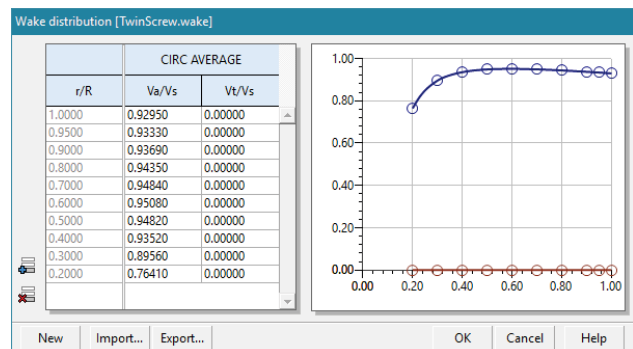 Wake distribution [TwinScrew.wake]
CIRC AVERAGE
r/R Va/Vs Vt/Vs
1.0000 0.92950 0.00000
0.9500 0.93330 0.00000
0.9000 0.93690 0.00000
0.8000 0.94350 0.00000
0.7000 0.94840 0.00000
0.6000 0.95080 0.00000
0.5000 0.94820 0.00000
0.4000 0.93520 0.00000
0.3000 0.89560 0.00000
0.2000 0.76410 0.00000
1.00
0.80
0.60
0.40
0.20
0.00
0.00 0.20 0.40 0.60 0.80 1.00
New Import... Export... OK Cancel Help